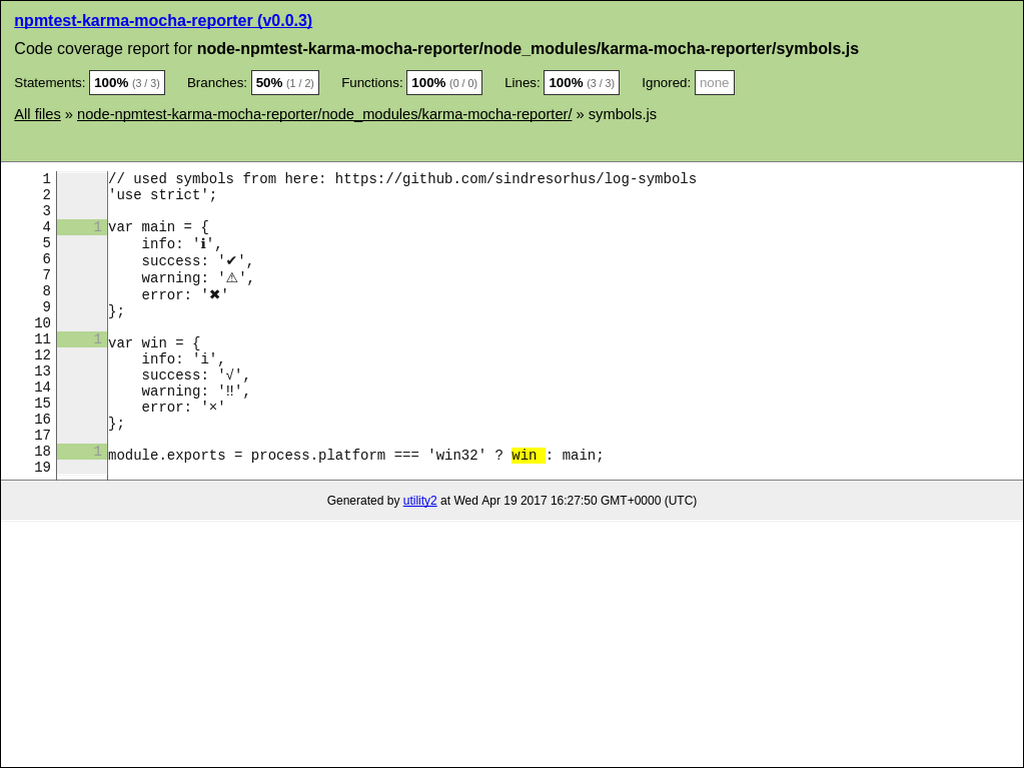 npmtest-karma-mocha-reporter (v0.0.3)
Code coverage report for node-npmtest-karma-mocha-reporter/node_modules/karma-mocha-reporter/symbols.js
Statements: 100% (3 / 3) Branches: 50% (1 / 2) Functions: 100% (0 / 0) Lines: 100% (3 / 3) Ignored: none
All files » node-npmtest-karma-mocha-reporter/node_modules/karma-mocha-reporter/ » symbols.js
1 // used symbols from here: https://github.com/sindresorhus/log-symbols
2 'use strict';
3
4 1 var main = {
5     info: 'ℹ',
6     success: '✔',
7     warning: '⚠',
8     error: '✖'
9 };
10
11 1 var win = {
12     info: 'i',
13     success: '√',
14     warning: '‼',
15     error: '×'
16 };
17
18 1 module.exports = process.platform === 'win32' ? win : main;
19
Generated by utility2 at Wed Apr 19 2017 16:27:50 GMT+0000 (UTC)